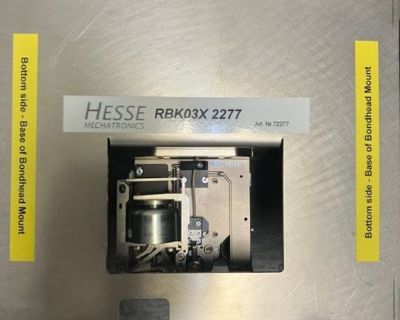 HESSE
MECHATRONICS
RBK03X 2277
Art. Nr.72277
Bottom side - Base of Bondhead Mount
Bottom side - Base of Bondhead Mount